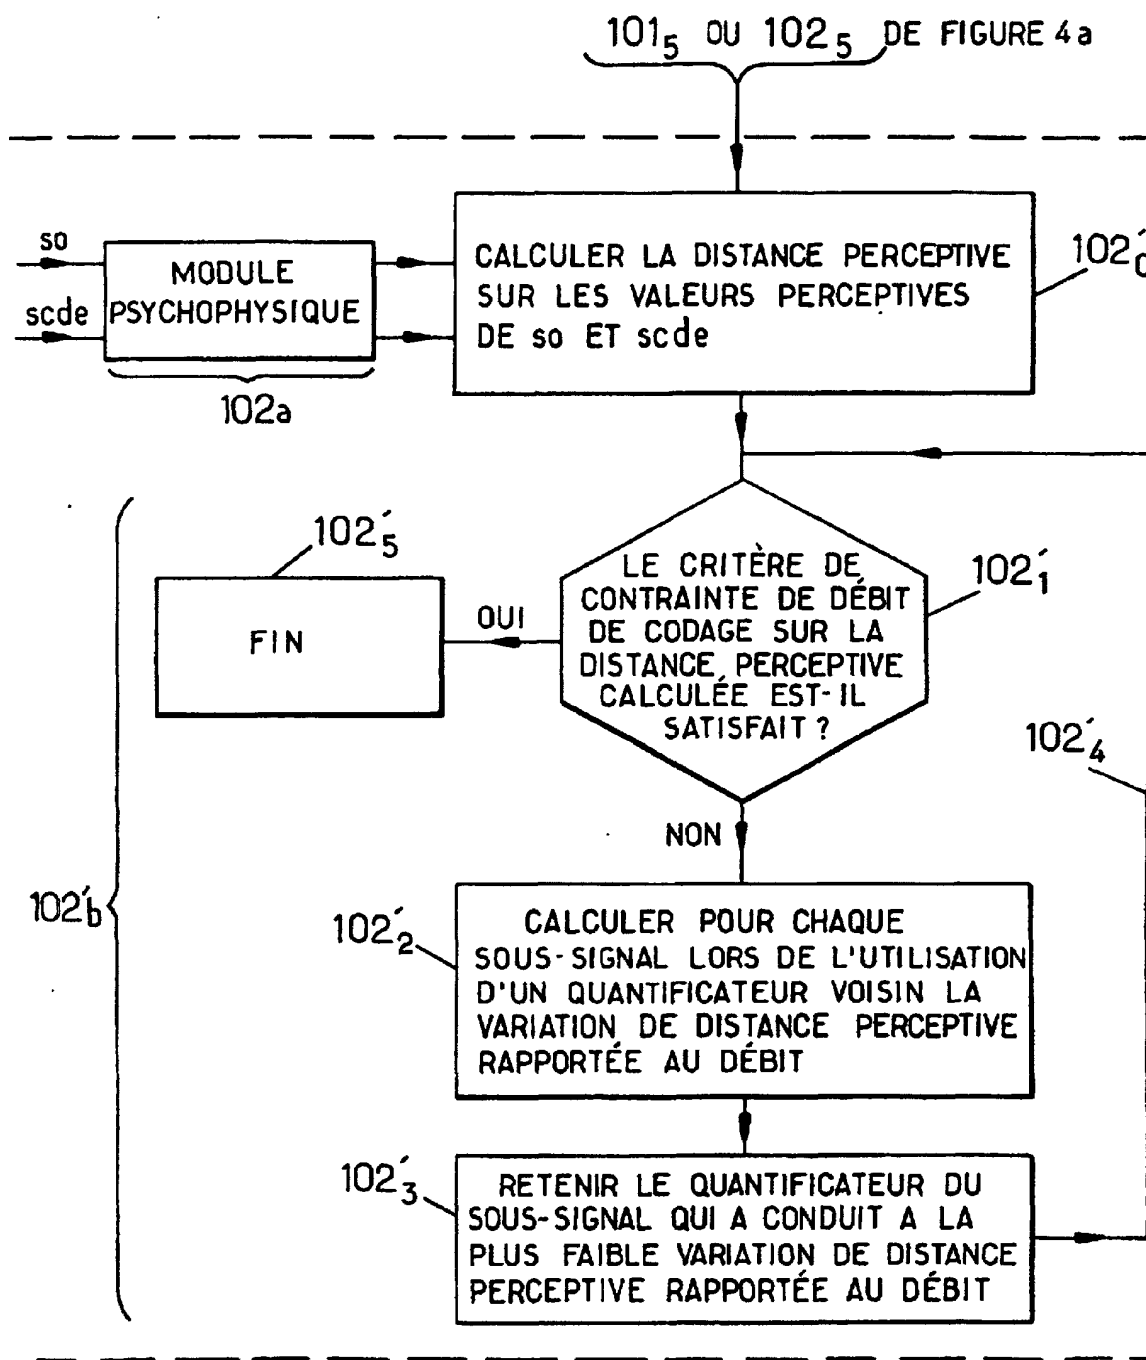 101₅ OU 102₅ DE FIGURE 4a
so
scde
MODULE
PSYCHOPHYSIQUE
102a
CALCULER LA DISTANCE PERCEPTIVE
SUR LES VALEURS PERCEPTIVES
DE so ET scde
102'₀
102'₅
FIN
OUI
LE CRITÈRE DE
CONTRAINTE DE DÉBIT
DE CODAGE SUR LA
DISTANCE PERCEPTIVE
CALCULÉE EST-IL
SATISFAIT ?
102'₁
102'₄
NON
102'b
102'₂
CALCULER POUR CHAQUE
SOUS-SIGNAL LORS DE L'UTILISATION
D'UN QUANTIFICATEUR VOISIN LA
VARIATION DE DISTANCE PERCEPTIVE
RAPPORTÉE AU DÉBIT
102'₃
RETENIR LE QUANTIFICATEUR DU
SOUS-SIGNAL QUI A CONDUIT A LA
PLUS FAIBLE VARIATION DE DISTANCE
PERCEPTIVE RAPPORTÉE AU DÉBIT